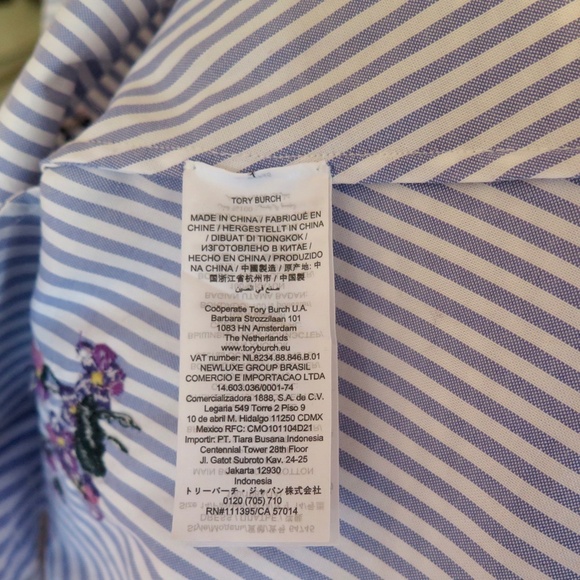 TORY BURCH
MADE IN CHINA / FABRIQUÉ EN
CHINE / HERGESTELLT IN CHINA
/ DIBUAT DI TIONGKOK /
ИЗГОТОВЛЕНО В КИТАЕ /
HECHO EN CHINA / PRODUZIDO
NA CHINA / 中國製造 / 原产地: 中
国浙江省杭州市 / 中国制
صنع في الصين
Coöperatie Tory Burch U.A.
Barbara Strozzilaan 101
1083 HN Amsterdam
The Netherlands
www.toryburch.eu
VAT number: NL8234.88.846.B.01
NEWLUXE GROUP BRASIL
COMERCIO E IMPORTACAO LTDA
14.603.036/0001-74
Comercializadora 1888, S.A. de C.V.
Legaria 549 Torre 2 Piso 9
10 de abril M. Hidalgo 11250 CDMX
Mexico RFC: CMO101104D21
Importir: PT. Tiara Busana Indonesia
Centennial Tower
Jl. Gatot Subroto Kav. 24-25
Jakarta 12930
Indonesia
トリーバーチ・ジャパン株式会社
0120 (705) 710
RN#111395/CA 57014